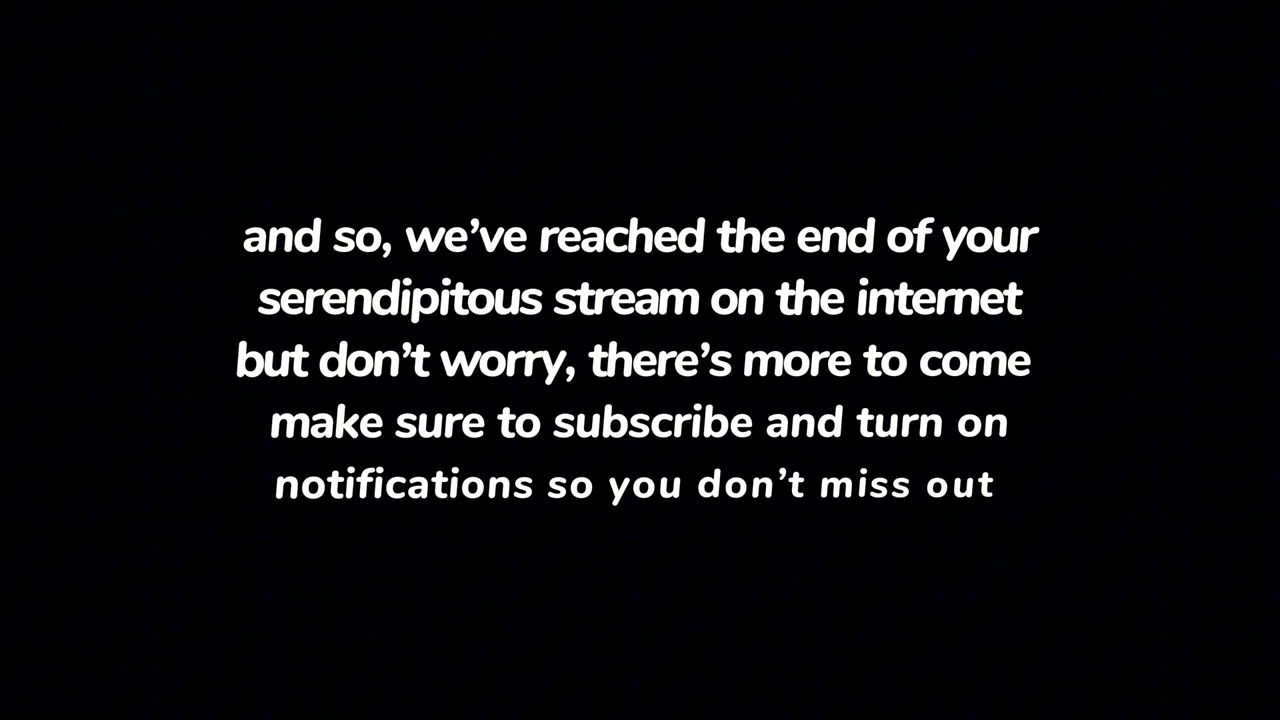 and so, we’ve reached the end of your
serendipitous stream on the internet
but don’t worry, there’s more to come
make sure to subscribe and turn on
notifications so you don’t miss out